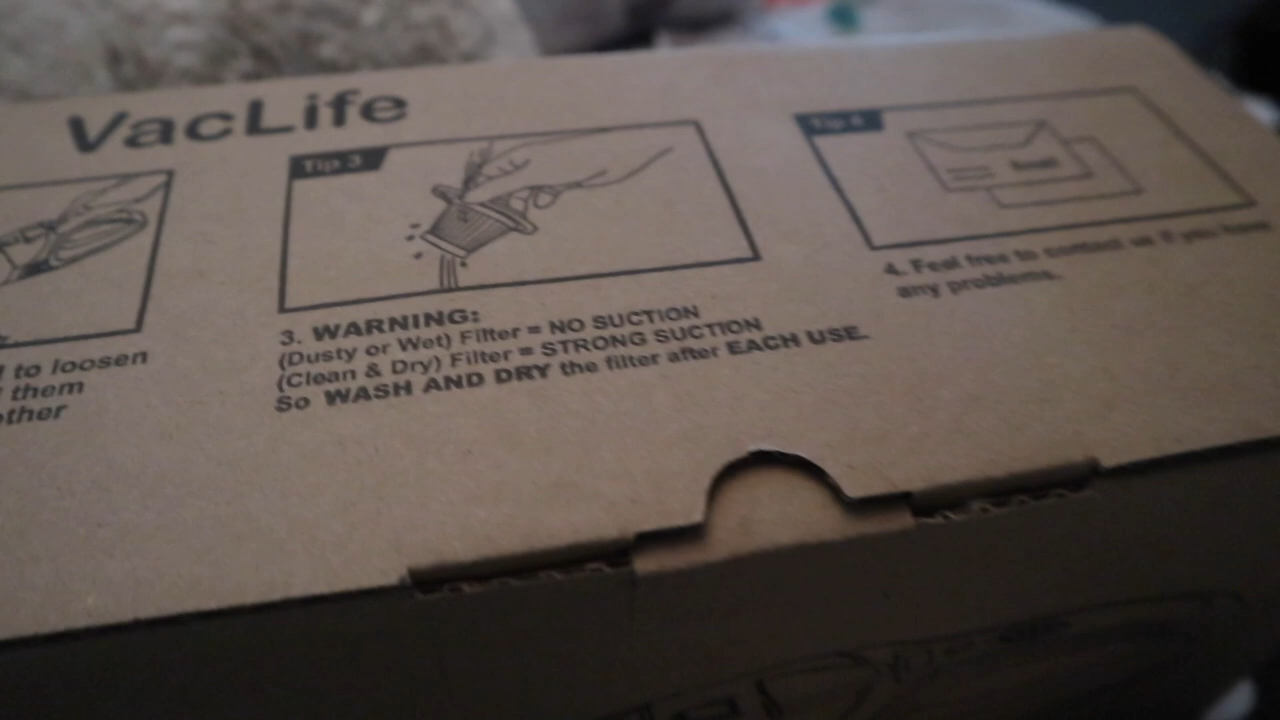 VacLife
to loosen
them
other
Tip 3
3. WARNING:
(Dusty or Wet) Filter = NO SUCTION
(Clean & Dry) Filter = STRONG SUCTION
So WASH AND DRY the filter after EACH USE.
Tip 4
4. Feel free to contact us if you have
any problems.